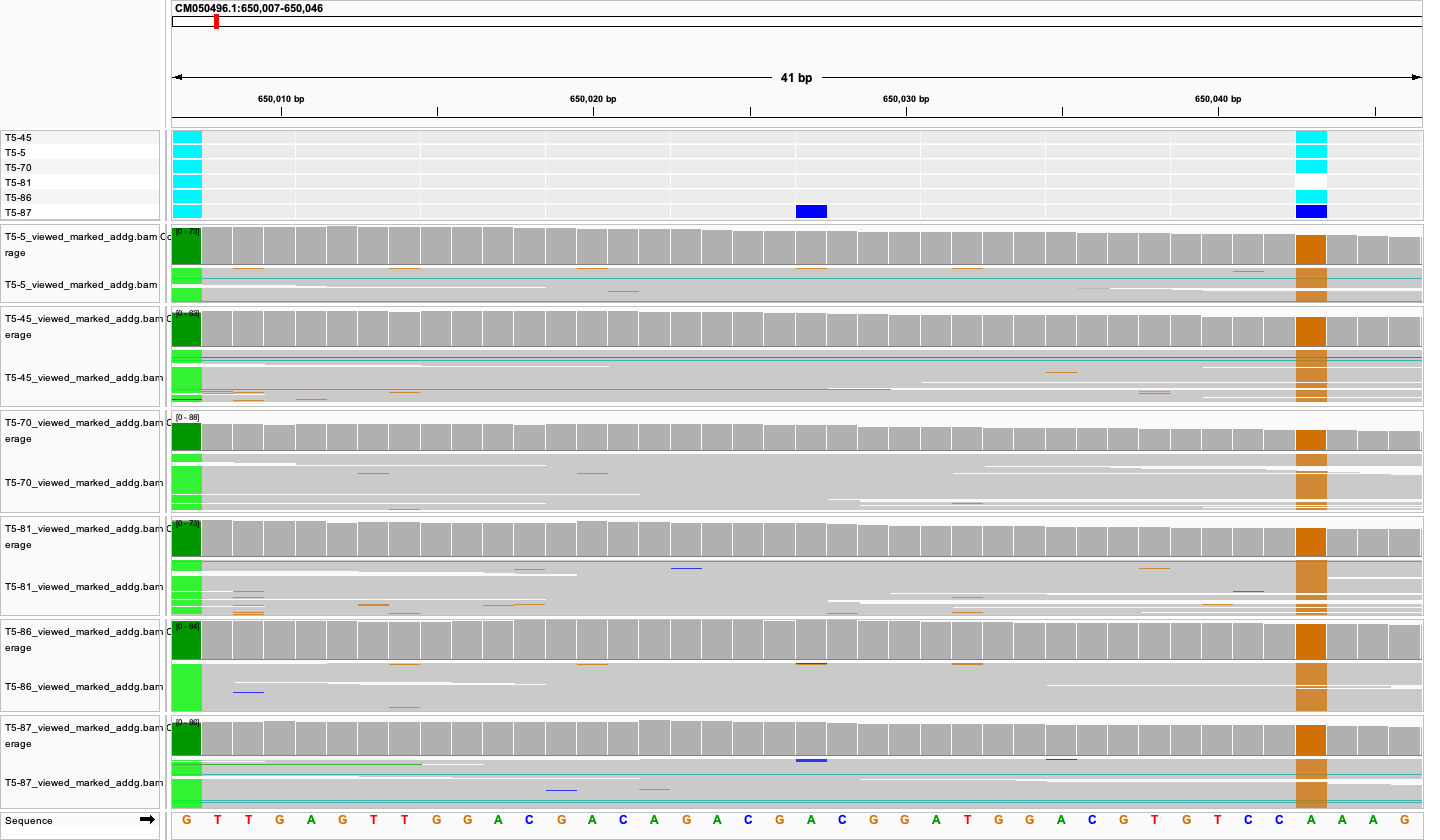 CM050496.1:650,007-650,046
41 bp
650,010 bp 650,020 bp 650,030 bp 650,040 bp
T5-45
T5-5
T5-70
T5-81
T5-86
T5-87
T5-5_viewed_marked_addg.bam Co
rage
[0 - 73]
T5-5_viewed_marked_addg.bam
T5-45_viewed_marked_addg.bam C
erage
[0 - 63]
T5-45_viewed_marked_addg.bam
T5-70_viewed_marked_addg.bam C
erage
[0 - 88]
T5-70_viewed_marked_addg.bam
T5-81_viewed_marked_addg.bam C
erage
[0 - 73]
T5-81_viewed_marked_addg.bam
T5-86_viewed_marked_addg.bam C
erage
[0 - 84]
T5-86_viewed_marked_addg.bam
T5-87_viewed_marked_addg.bam C
erage
[0 - 86]
T5-87_viewed_marked_addg.bam
Sequence G T T G A G T T G G A C G A C A G A C G A C G G A T G G A C G T G T C C A A A G